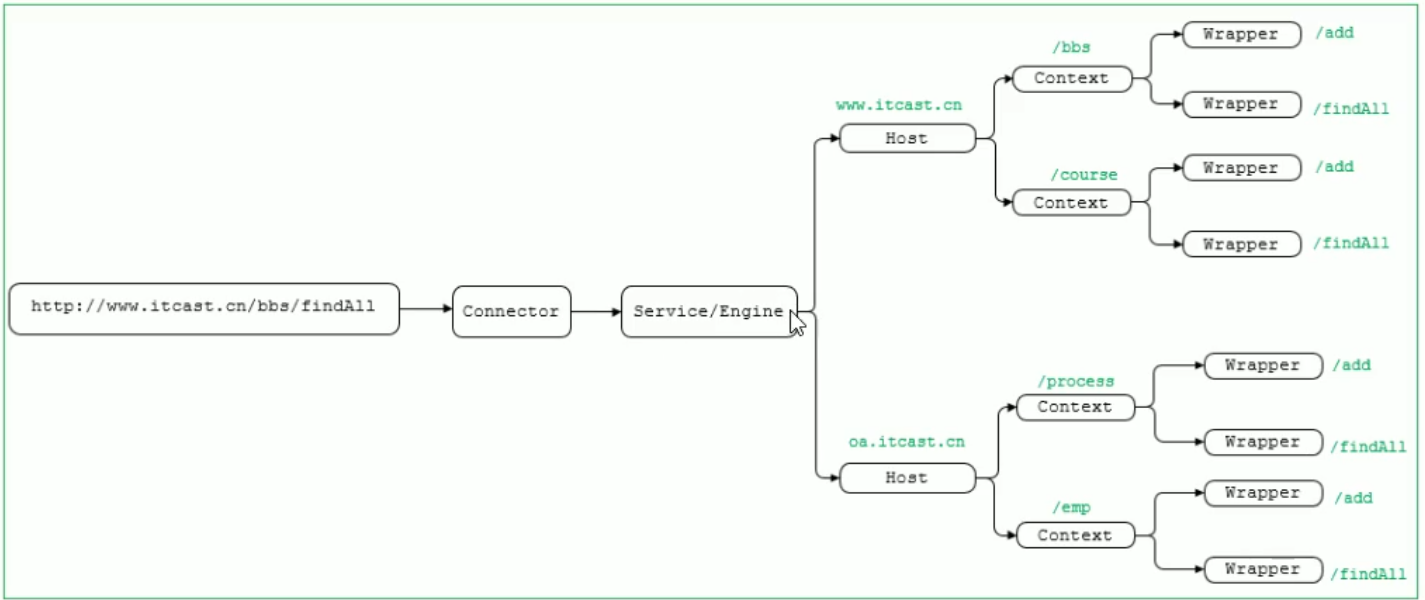 http://www.itcast.cn/bbs/findAll
Connector
Service/Engine
www.itcast.cn
Host
/bbs
Context
Wrapper /add
Wrapper /findAll
/course
Context
Wrapper /add
Wrapper /findAll
oa.itcast.cn
Host
/process
Context
Wrapper /add
Wrapper /findAll
/emp
Context
Wrapper /add
Wrapper /findAll